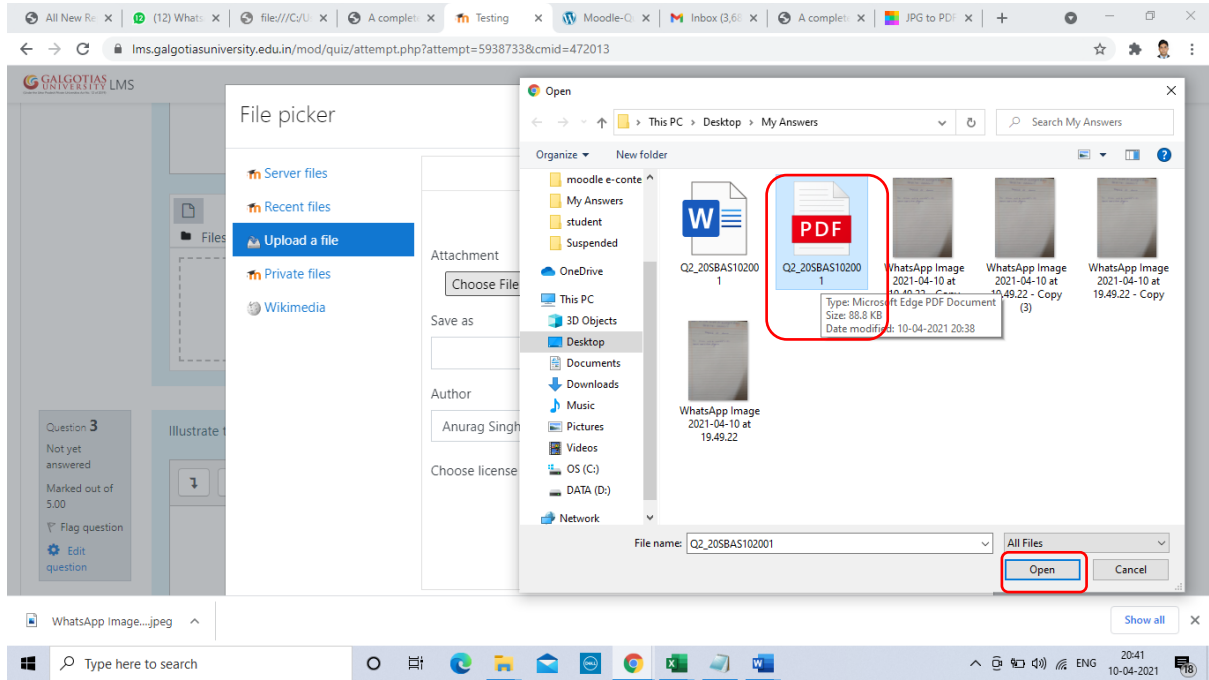 All New Re
(12) Whats
file:///C:/U
A complet
Testing
Moodle-Q
Inbox (3,6
A complet
JPG to PDF
lms.galgotiasuniversity.edu.in/mod/quiz/attempt.php?attempt=5938733&cmid=472013
GALGOTIAS
UNIVERSITY LMS
File picker
Server files
Recent files
Upload a file
Private files
Wikimedia
Files
Attachment
Choose File
Save as
Author
Anurag Singh
Choose license
Question 3
Not yet
answered
Marked out of
5.00
Flag question
Edit
question
Illustrate t
Open
This PC > Desktop > My Answers
Search My Answers
Organize
New folder
moodle e-conte
My Answers
student
Suspended
OneDrive
This PC
3D Objects
Desktop
Documents
Downloads
Music
Pictures
Videos
OS (C:)
DATA (D:)
Network
W
Q2_20SBAS10200
1
PDF
Q2_20SBAS10200
1
WhatsApp Image
2021-04-10 at
19.49.22 - Copy
WhatsApp Image
2021-04-10 at
19.49.22 - Copy
(3)
WhatsApp Image
2021-04-10 at
19.49.22 - Copy
Type: Microsoft Edge PDF Document
Size: 88.8 KB
Date modified: 10-04-2021 20:38
WhatsApp Image
2021-04-10 at
19.49.22
File name:
Q2_20SBAS102001
All Files
Open
Cancel
WhatsApp Image....jpeg
Show all
Type here to search
DELL
ENG
20:41
10-04-2021
18